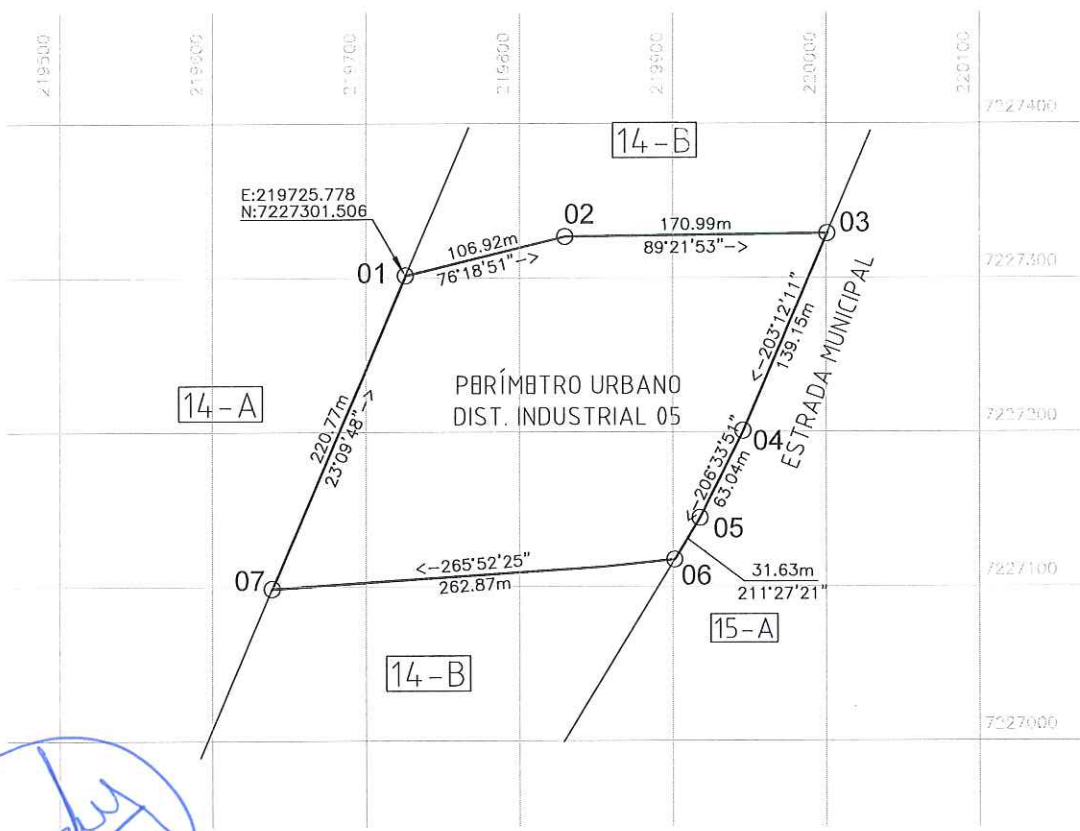 219500
219600
219700
219800
219900
220000
220100
7227400
14-B
E:219725.778
N:7227301.506
02
170.99m
03
106.92m
89°21'53"->
76°18'51"->
01
7227300
<-203°12'11"
139.15m
ESTRADA MUNICIPAL
PERÍMETRO URBANO
DIST. INDUSTRIAL 05
14-A
220.77m
23°09'48"->
7227200
04
<-206°33'51"
63.04m
05
<-265°52'25"
262.87m
07
06
31.63m
211°27'21"
7227100
15-A
14-B
7227000